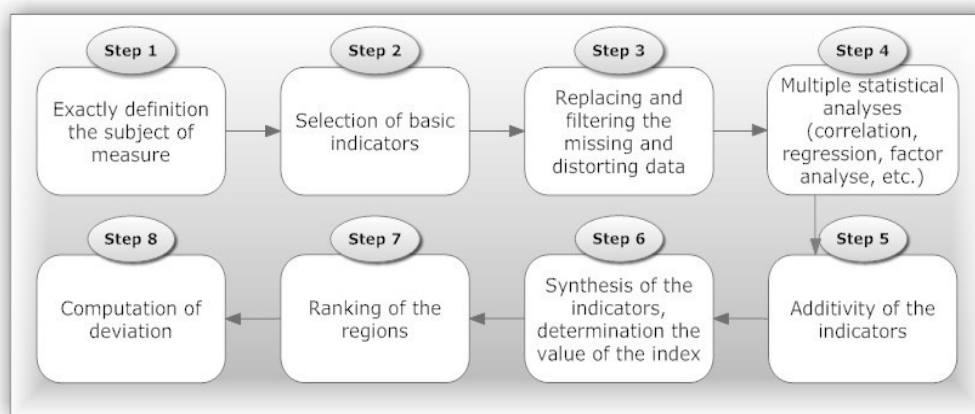 Step 1
Exactly definition
the subject of
measure
Step 2
Selection of basic
indicators
Step 3
Replacing and
filtering the
missing and
distorting data
Step 4
Multiple statistical
analyses
(correlation,
regression, factor
analyse, etc.)
Step 5
Additivity of the
indicators
Step 6
Synthesis of the
indicators,
determination the
value of the index
Step 7
Ranking of the
regions
Step 8
Computation of
deviation